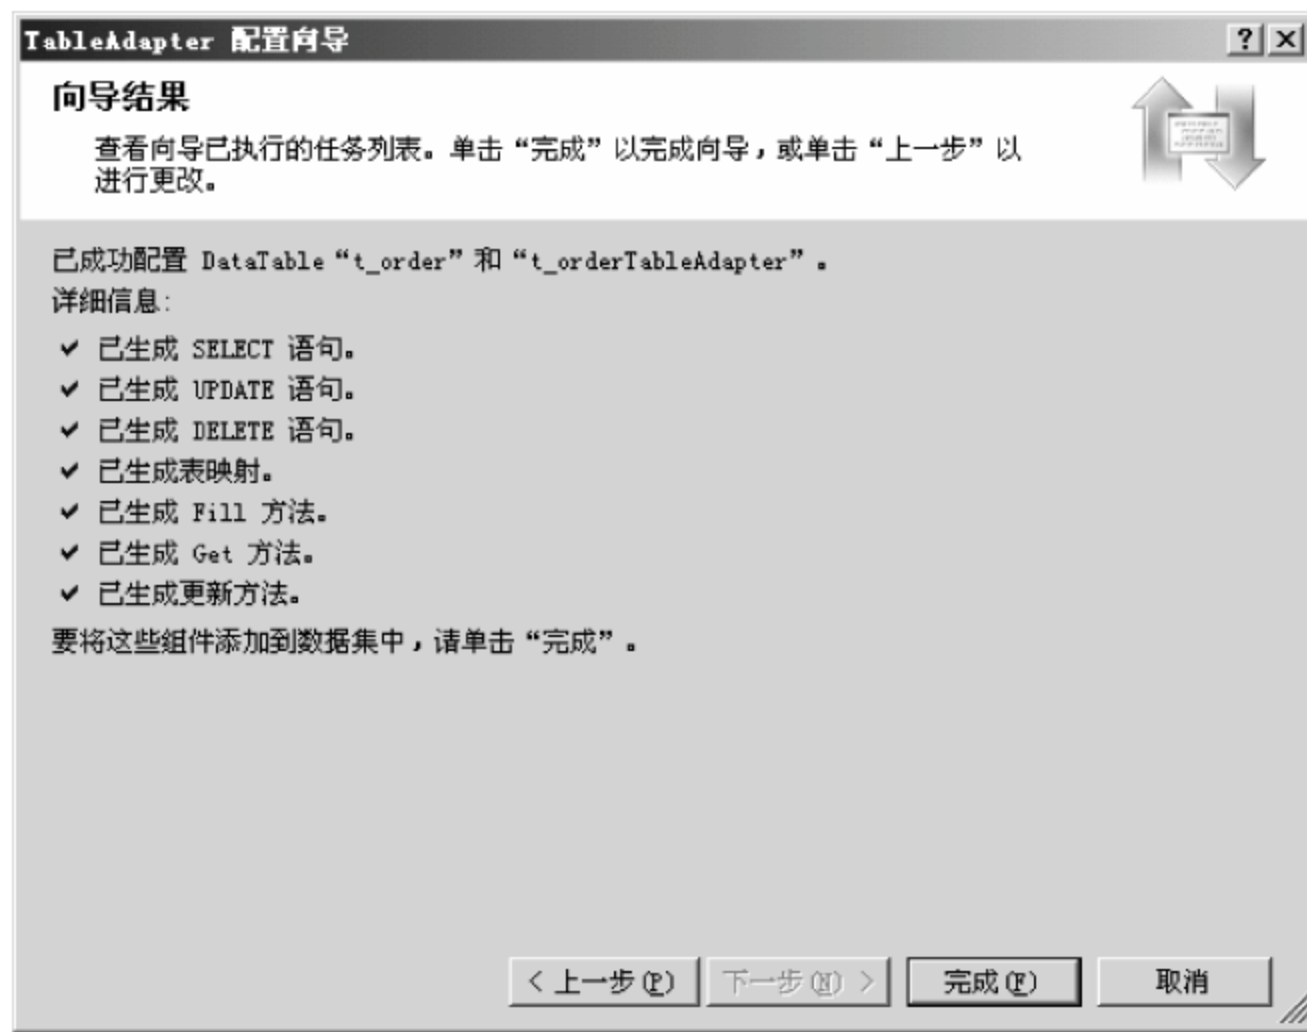 TableAdapter 配置向导
向导结果
查看向导已执行的任务列表。单击“完成”以完成向导，或单击“上一步”以
进行更改。
已成功配置 DataTable“t_order”和“t_orderTableAdapter”。
详细信息:
已生成 SELECT 语句。
已生成 UPDATE 语句。
已生成 DELETE 语句。
已生成表映射。
已生成 Fill 方法。
已生成 Get 方法。
已生成更新方法。
要将这些组件添加到数据集中，请单击“完成”。
< 上一步(P) 下一步(N) > 完成(F) 取消